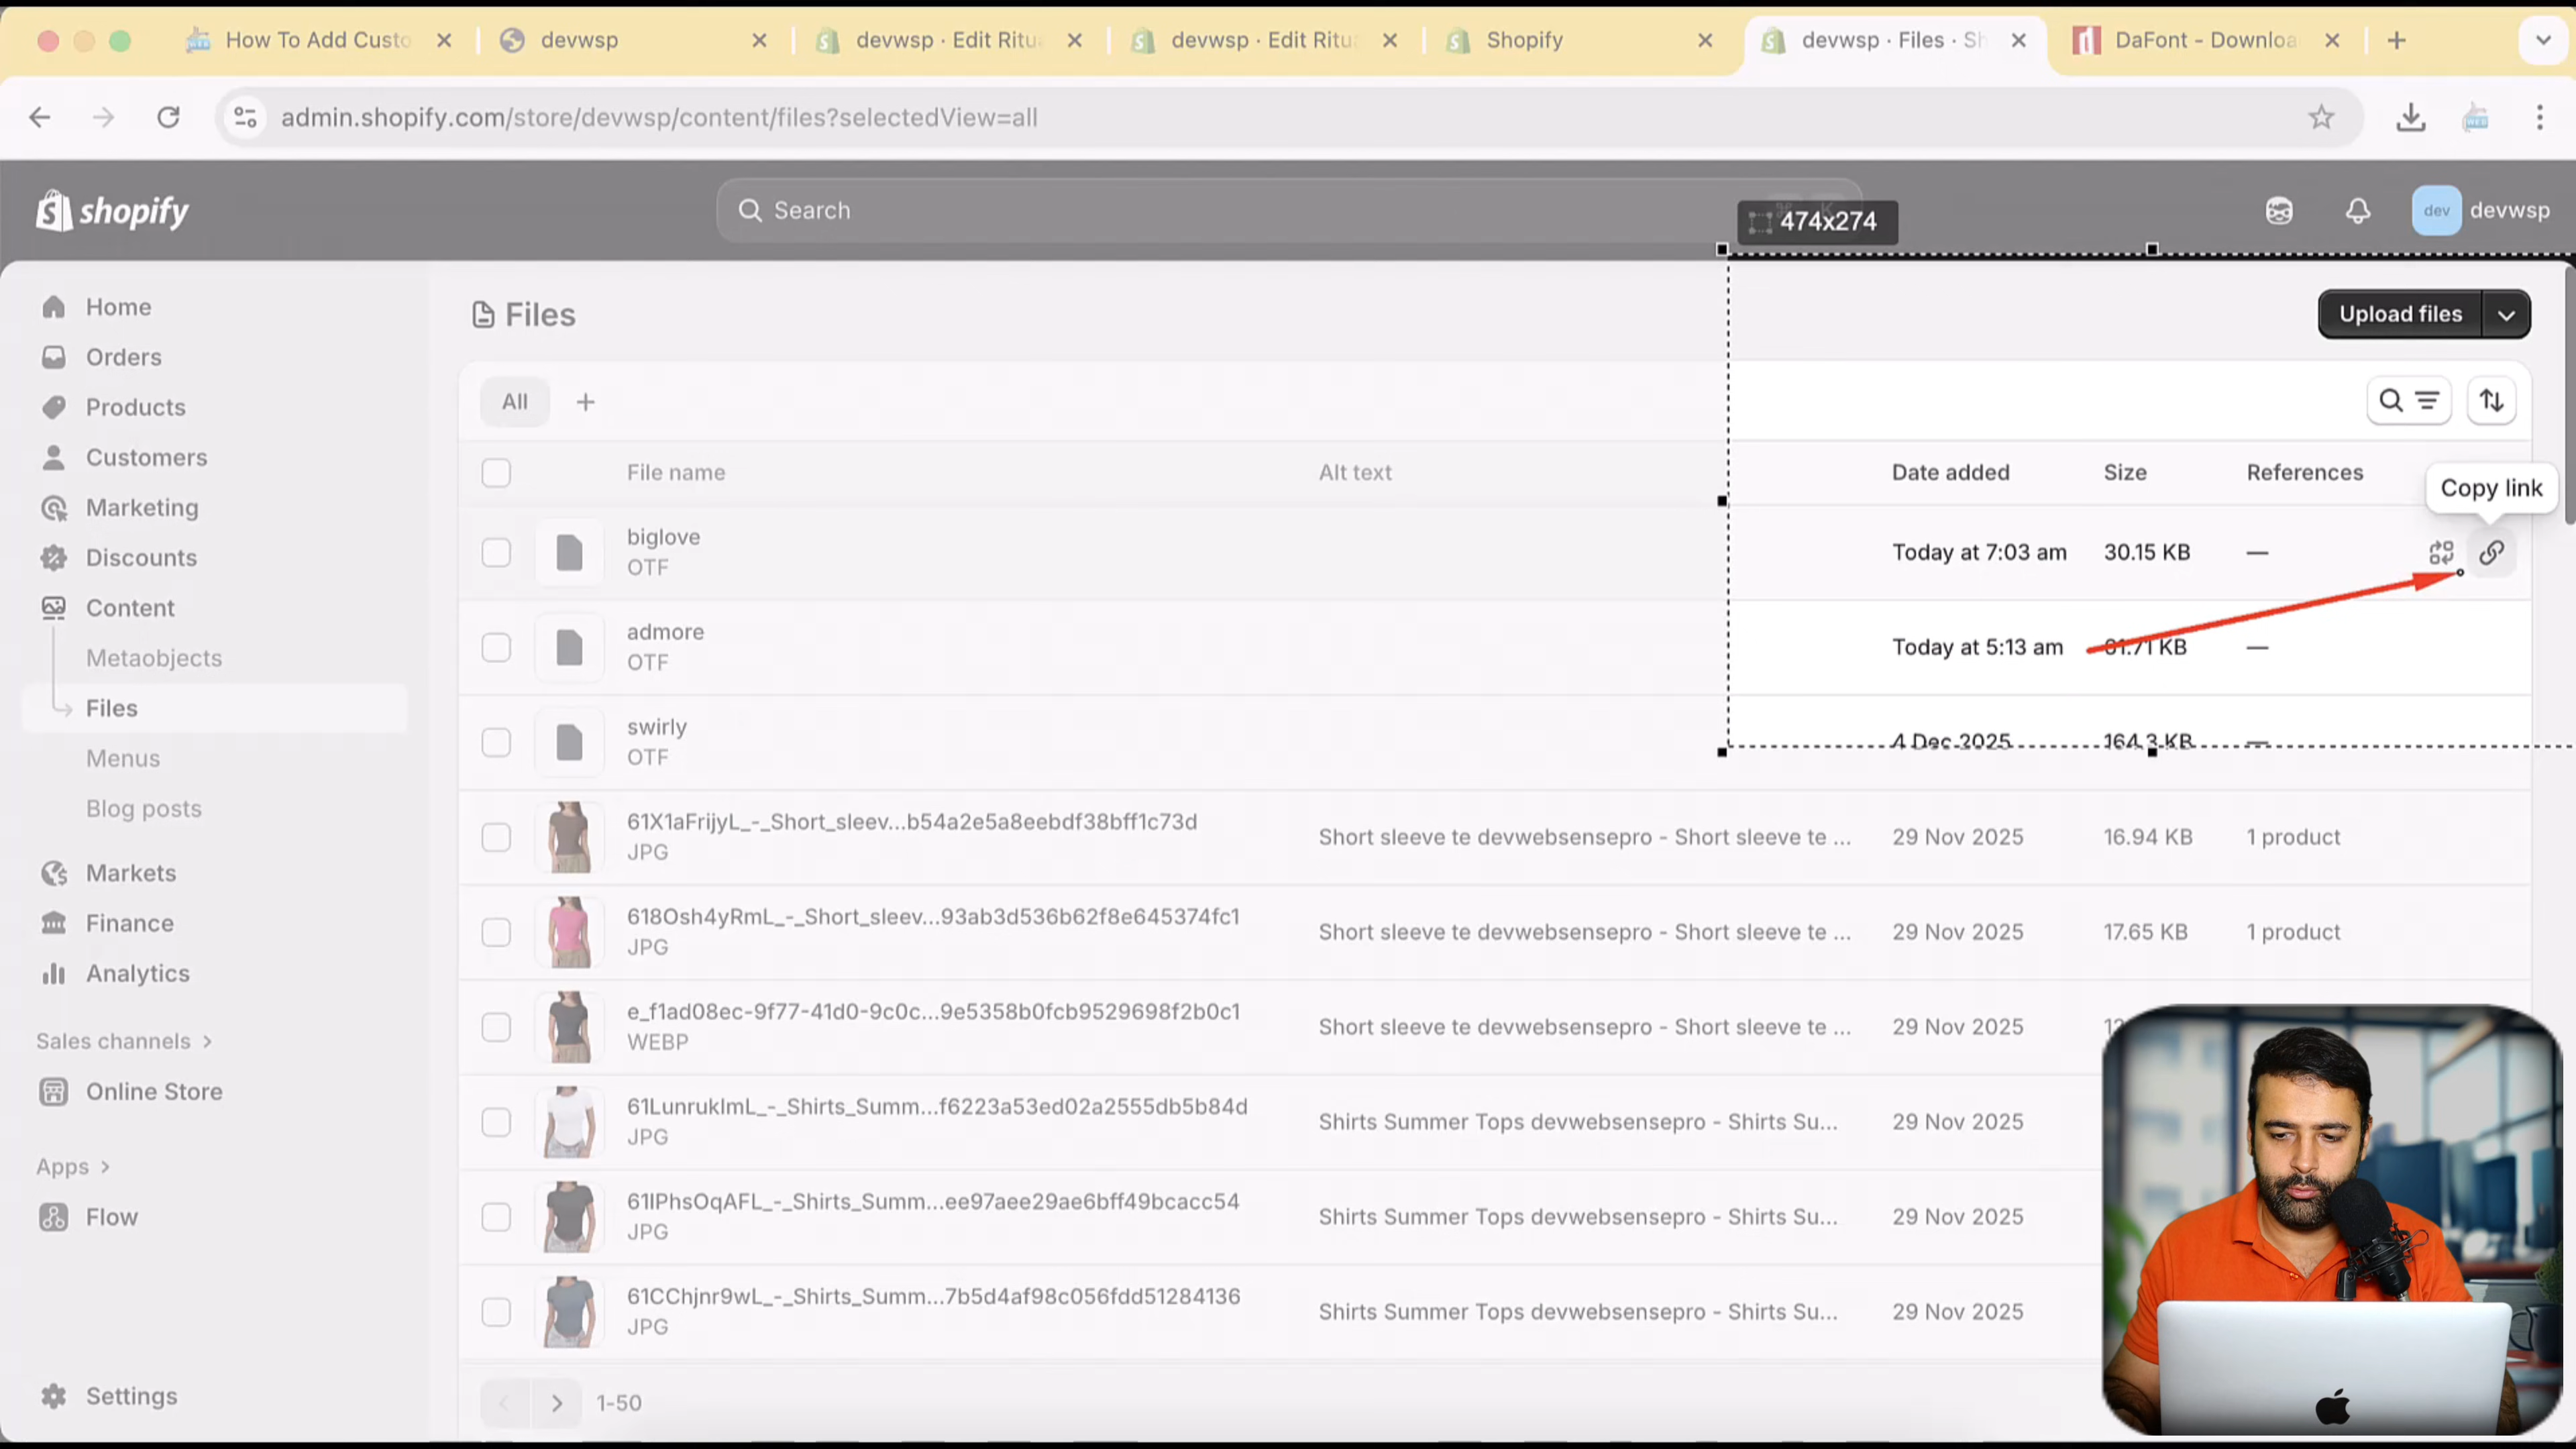 How To Add Custo
devwsp
devwsp · Edit Ritu
devwsp · Edit Ritu
Shopify
devwsp · Files · Sh
DaFont - Downloa
admin.shopify.com/store/devwsp/content/files?selectedView=all
shopify
Search
474x274
dev
devwsp
Home
Orders
Products
Customers
Marketing
Discounts
Content
Metaobjects
Files
Menus
Blog posts
Markets
Finance
Analytics
Sales channels
Online Store
Apps
Flow
Settings
Files
Upload files
All
File name
Alt text
Date added
Size
References
Copy link
biglove
OTF
Today at 7:03 am
30.15 KB
—
admore
OTF
Today at 5:13 am
61.71 KB
—
swirly
OTF
4 Dec 2025
164.3 KB
—
61X1aFrijyL_-_Short_sleev...b54a2e5a8eebdf38bff1c73d
JPG
Short sleeve te devwebsensepro - Short sleeve te ...
29 Nov 2025
16.94 KB
1 product
618Osh4yRmL_-_Short_sleev...93ab3d536b62f8e645374fc1
JPG
Short sleeve te devwebsensepro - Short sleeve te ...
29 Nov 2025
17.65 KB
1 product
e_f1ad08ec-9f77-41d0-9c0c...9e5358b0fcb9529698f2b0c1
WEBP
Short sleeve te devwebsensepro - Short sleeve te ...
29 Nov 2025
61LunruklmL_-_Shirts_Summ...f6223a53ed02a2555db5b84d
JPG
Shirts Summer Tops devwebsensepro - Shirts Su...
29 Nov 2025
61IPhsOqAFL_-_Shirts_Summ...ee97aee29ae6bff49bcacc54
JPG
Shirts Summer Tops devwebsensepro - Shirts Su...
29 Nov 2025
61CChjnr9wL_-_Shirts_Summ...7b5d4af98c056fdd51284136
JPG
Shirts Summer Tops devwebsensepro - Shirts Su...
29 Nov 2025
1-50